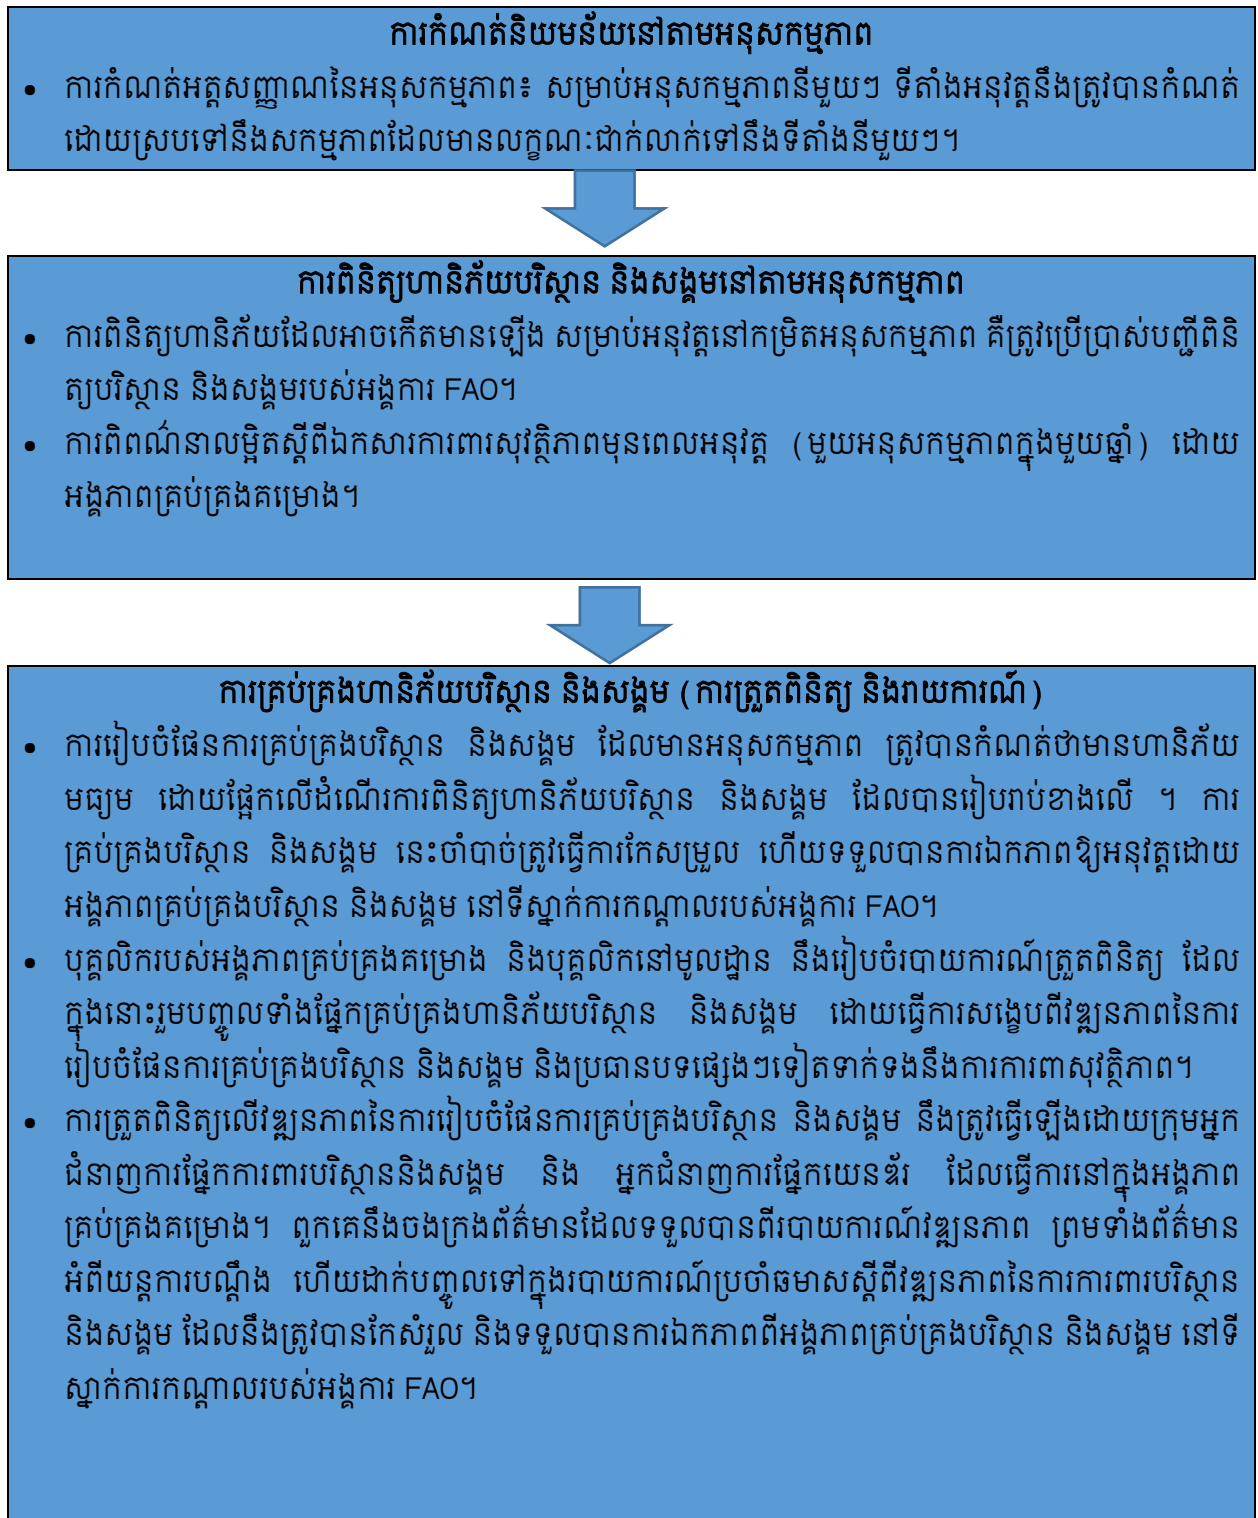 ការកំណត់និយមន័យនៅតាមអនុសកម្មភាព
• ការកំណត់អត្តសញ្ញាណនៃអនុសកម្មភាព៖ សម្រាប់អនុសកម្មភាពនីមួយៗ ទីតាំងអនុវត្តនឹងត្រូវបានកំណត់
ដោយស្របទៅនឹងសកម្មភាពដែលមានលក្ខណៈជាក់លាក់ទៅនឹងទីតាំងនីមួយៗ។
ការពិនិត្យហានិភ័យបរិស្ថាន និងសង្គមនៅតាមអនុសកម្មភាព
• ការពិនិត្យហានិភ័យដែលអាចកើតមានឡើង សម្រាប់អនុវត្តនៅកម្រិតអនុសកម្មភាព គឺត្រូវប្រើប្រាស់បញ្ជីពិនិ
ត្យបរិស្ថាន និងសង្គមរបស់អង្គការ FAO។
• ការពិពណ៌នាលម្អិតស្តីពីឯកសារការពារសុវត្ថិភាពមុនពេលអនុវត្ត (មួយអនុសកម្មភាពក្នុងមួយឆ្នាំ) ដោយ
អង្គភាពគ្រប់គ្រងគម្រោង។
ការគ្រប់គ្រងហានិភ័យបរិស្ថាន និងសង្គម (ការត្រួតពិនិត្យ និងរាយការណ៍)
• ការរៀបចំផែនការគ្រប់គ្រងបរិស្ថាន និងសង្គម ដែលមានអនុសកម្មភាព ត្រូវបានកំណត់ថាមានហានិភ័យ
មធ្យម ដោយផ្អែកលើដំណើរការពិនិត្យហានិភ័យបរិស្ថាន និងសង្គម ដែលបានរៀបរាប់ខាងលើ ។ ការ
គ្រប់គ្រងបរិស្ថាន និងសង្គម នេះចាំបាច់ត្រូវធ្វើការកែសម្រួល ហើយទទួលបានការឯកភាពឱ្យអនុវត្តដោយ
អង្គភាពគ្រប់គ្រងបរិស្ថាន និងសង្គម នៅទីស្នាក់ការកណ្តាលរបស់អង្គការ FAO។
• បុគ្គលិករបស់អង្គភាពគ្រប់គ្រងគម្រោង និងបុគ្គលិកនៅមូលដ្ឋាន នឹងរៀបចំរបាយការណ៍ត្រួតពិនិត្យ ដែល
ក្នុងនោះរួមបញ្ចូលទាំងផ្នែកគ្រប់គ្រងហានិភ័យបរិស្ថាន និងសង្គម ដោយធ្វើការសង្ខេបពីវឌ្ឍនភាពនៃការ
រៀបចំផែនការគ្រប់គ្រងបរិស្ថាន និងសង្គម និងប្រធានបទផ្សេងៗទៀតទាក់ទងនឹងការការពាសុវត្ថិភាព។
• ការត្រួតពិនិត្យលើវឌ្ឍនភាពនៃការរៀបចំផែនការគ្រប់គ្រងបរិស្ថាន និងសង្គម នឹងត្រូវធ្វើឡើងដោយក្រុមអ្នក
ជំនាញការផ្នែកការពារបរិស្ថាននិងសង្គម និង អ្នកជំនាញការផ្នែកយេនឌ័រ ដែលធ្វើការនៅក្នុងអង្គភាព
គ្រប់គ្រងគម្រោង។ ពួកគេនឹងចងក្រងព័ត៌មានដែលទទួលបានពីរបាយការណ៍វឌ្ឍនភាព ព្រមទាំងព័ត៌មាន
អំពីយន្តការបណ្តឹង ហើយដាក់បញ្ចូលទៅក្នុងរបាយការណ៍ប្រចាំឆមាសស្តីពីវឌ្ឍនភាពនៃការការពារបរិស្ថាន
និងសង្គម ដែលនឹងត្រូវបានកែសំរួល និងទទួលបានការឯកភាពពីអង្គភាពគ្រប់គ្រងបរិស្ថាន និងសង្គម នៅទី
ស្នាក់ការកណ្តាលរបស់អង្គការ FAO។